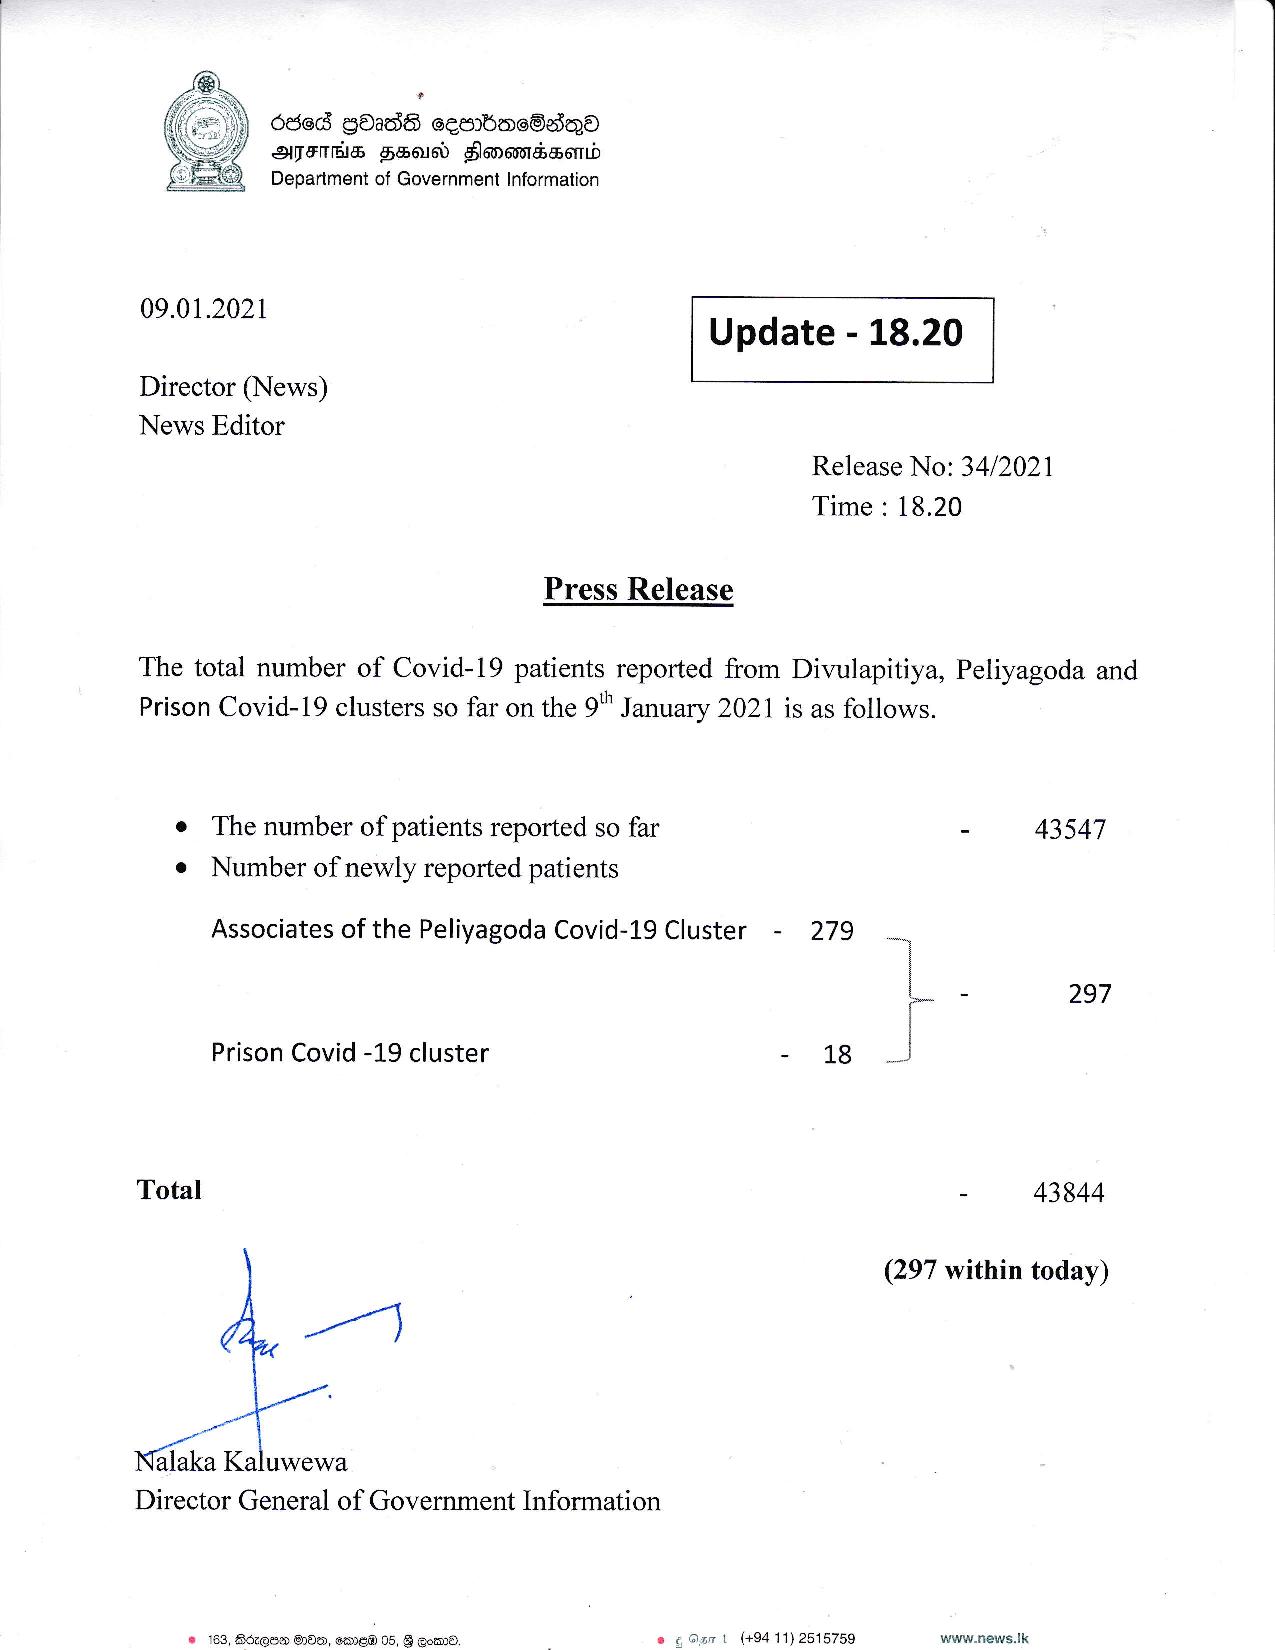 රජයේ ප්‍රවෘත්ති දෙපාර්තමේන්තුව
அரசாங்க தகவல் திணைக்களம்
Department of Government Information
09.01.2021
Update - 18.20
Director (News)
News Editor
Release No: 34/2021
Time : 18.20
Press Release
The total number of Covid-19 patients reported from Divulapitiya, Peliyagoda and
Prison Covid-19 clusters so far on the 9th January 2021 is as follows.
• The number of patients reported so far - 43547
• Number of newly reported patients
Associates of the Peliyagoda Covid-19 Cluster - 279
- 297
Prison Covid -19 cluster - 18
Total - 43844
(297 within today)
Nalaka Kaluwewa
Director General of Government Information
• 163, කිරුලපන මාවත, කොළඹ 05, ශ්‍රී ලංකාව. • (+94 11) 2515759 www.news.lk